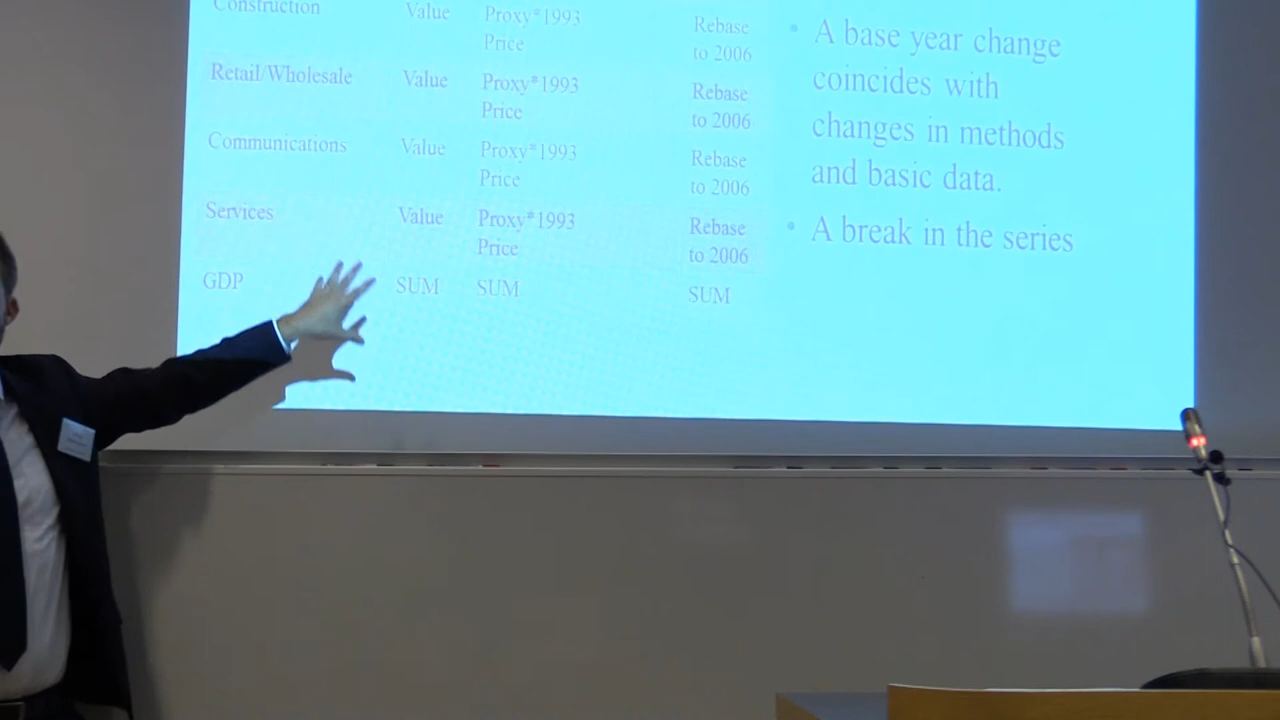 Construction Value Proxy*1993 Rebase
Price to 2006
Retail/Wholesale Value Proxy*1993 Rebase
Price to 2006
Communications Value Proxy*1993 Rebase
Price to 2006
Services Value Proxy*1993 Rebase
Price to 2006
GDP SUM SUM SUM
• A base year change
coincides with
changes in methods
and basic data.
• A break in the series